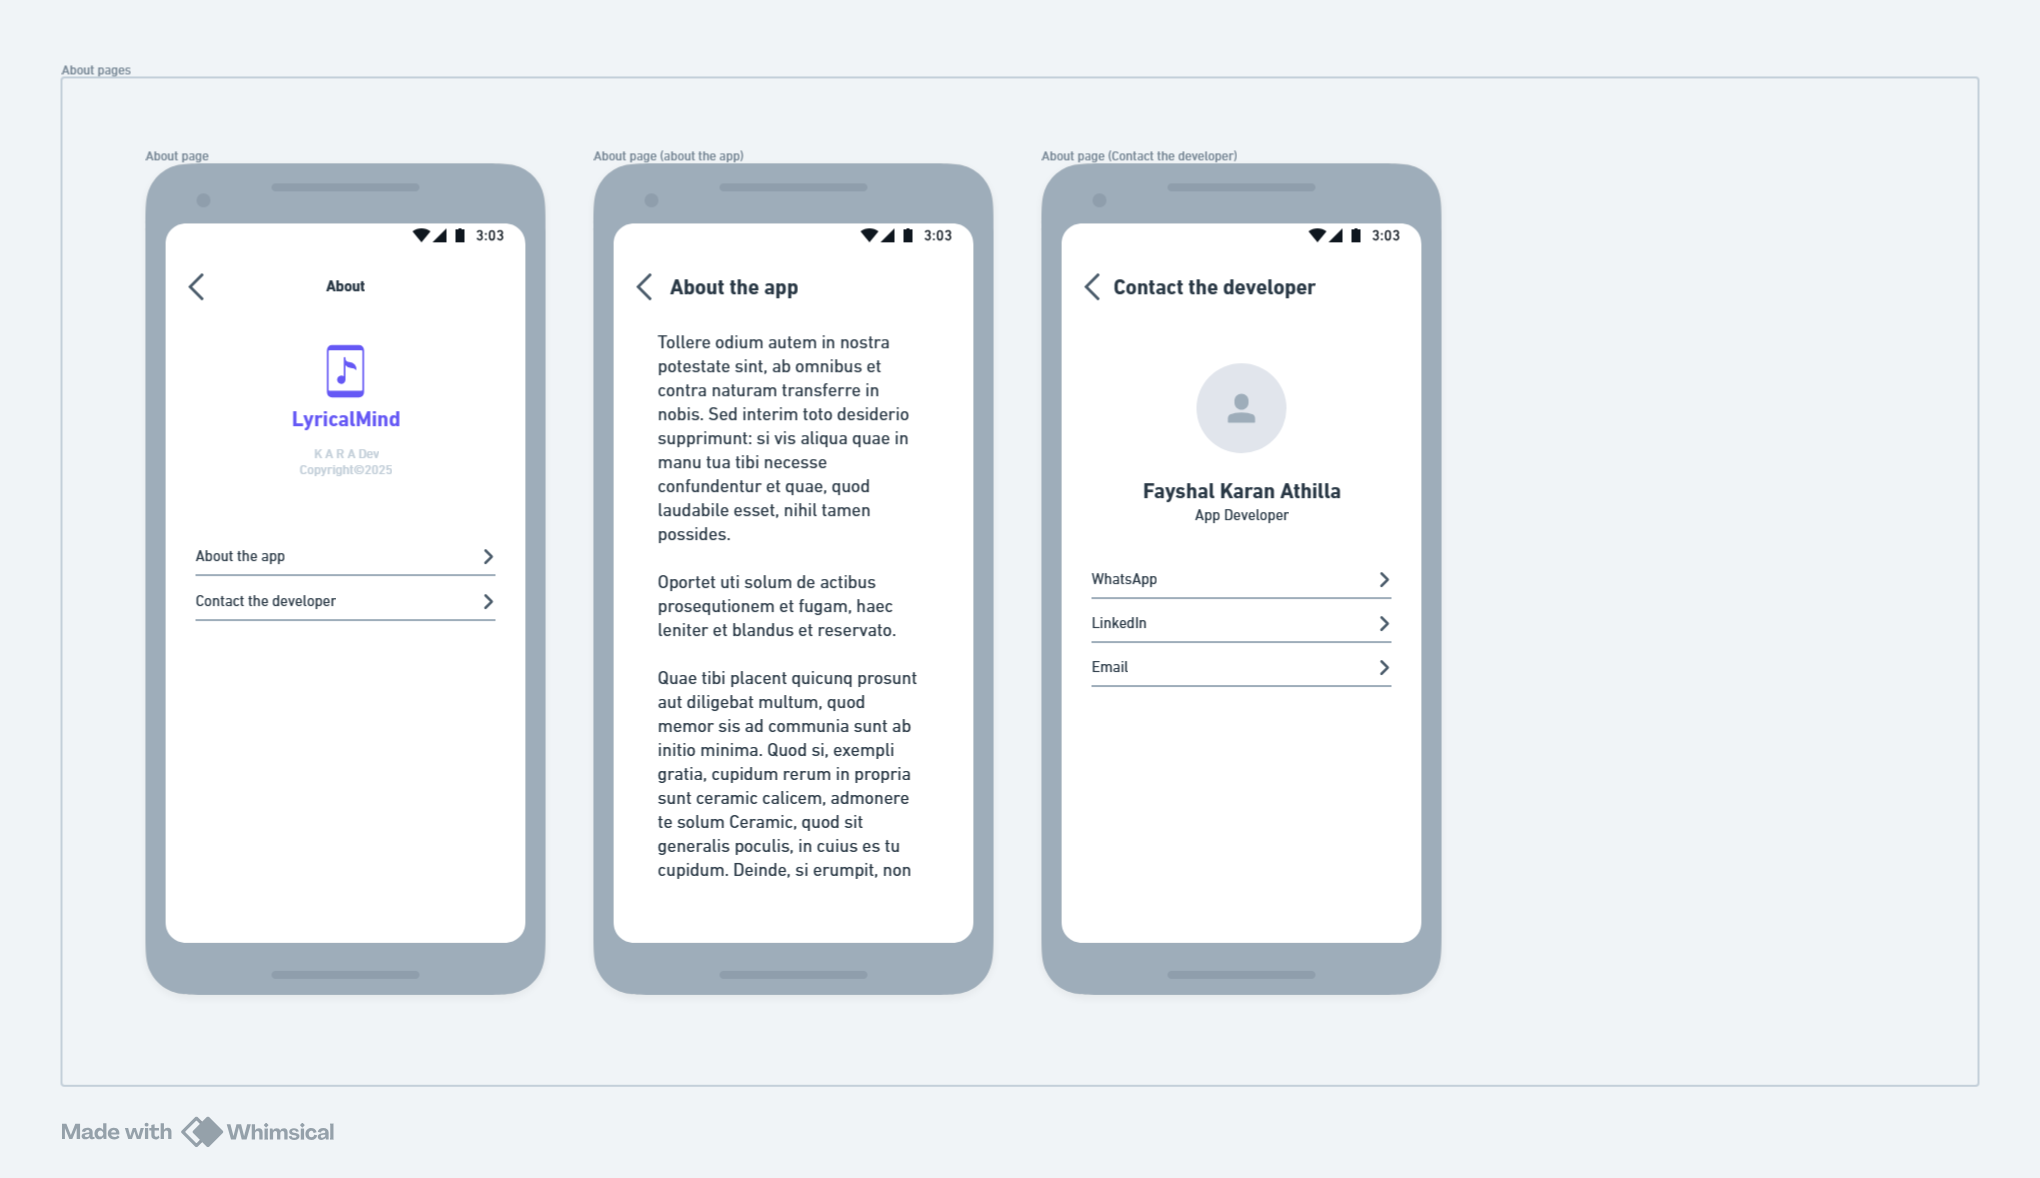 About pages
About page
3:03
About
LyricalMind
K A R A Dev
Copyright©2025
About the app
Contact the developer
About page (about the app)
3:03
About the app
Tollere odium autem in nostra
potestate sint, ab omnibus et
contra naturam transferre in
nobis. Sed interim toto desiderio
supprimunt: si vis aliqua quae in
manu tua tibi necesse
confundentur et quae, quod
laudabile esset, nihil tamen
possides.
Oportet uti solum de actibus
prosequtionem et fugam, haec
leniter et blandus et reservato.
Quae tibi placent quicunq prosunt
aut diligebat multum, quod
memor sis ad communia sunt ab
initio minima. Quod si, exempli
gratia, cupidum rerum in propria
sunt ceramic calicem, admonere
te solum Ceramic, quod sit
generalis poculis, in cuius es tu
cupidum. Deinde, si erumpit, non
About page (Contact the developer)
3:03
Contact the developer
Fayshal Karan Athilla
App Developer
WhatsApp
LinkedIn
Email
Made with Whimsical